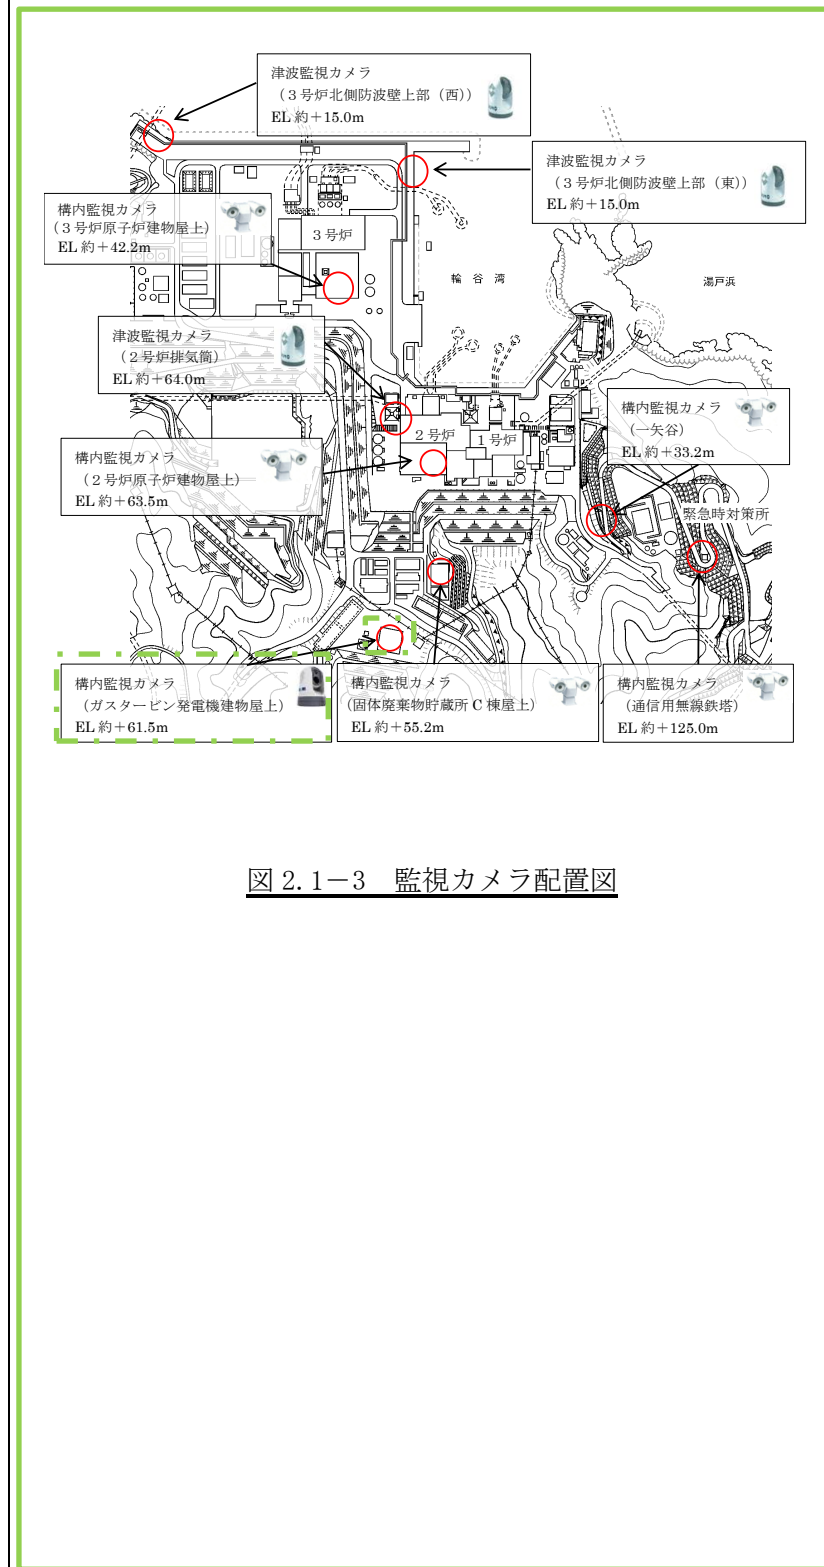 津波監視カメラ
（３号炉北側防波壁上部（西））
EL 約＋15.0m
津波監視カメラ
（３号炉北側防波壁上部（東））
EL 約＋15.0m
構内監視カメラ
（３号炉原子炉建物屋上）
EL 約＋42.2m
３号炉
輪谷湾
湯戸浜
津波監視カメラ
（２号炉排気筒）
EL 約＋64.0m
構内監視カメラ
（一矢谷）
EL 約＋33.2m
２号炉
１号炉
構内監視カメラ
（２号炉原子炉建物屋上）
EL 約＋63.5m
緊急時対策所
構内監視カメラ
（ガスタービン発電機建物屋上）
EL 約＋61.5m
構内監視カメラ
（固体廃棄物貯蔵所 C 棟屋上）
EL 約＋55.2m
構内監視カメラ
（通信用無線鉄塔）
EL 約＋125.0m
図 2.1－3　監視カメラ配置図